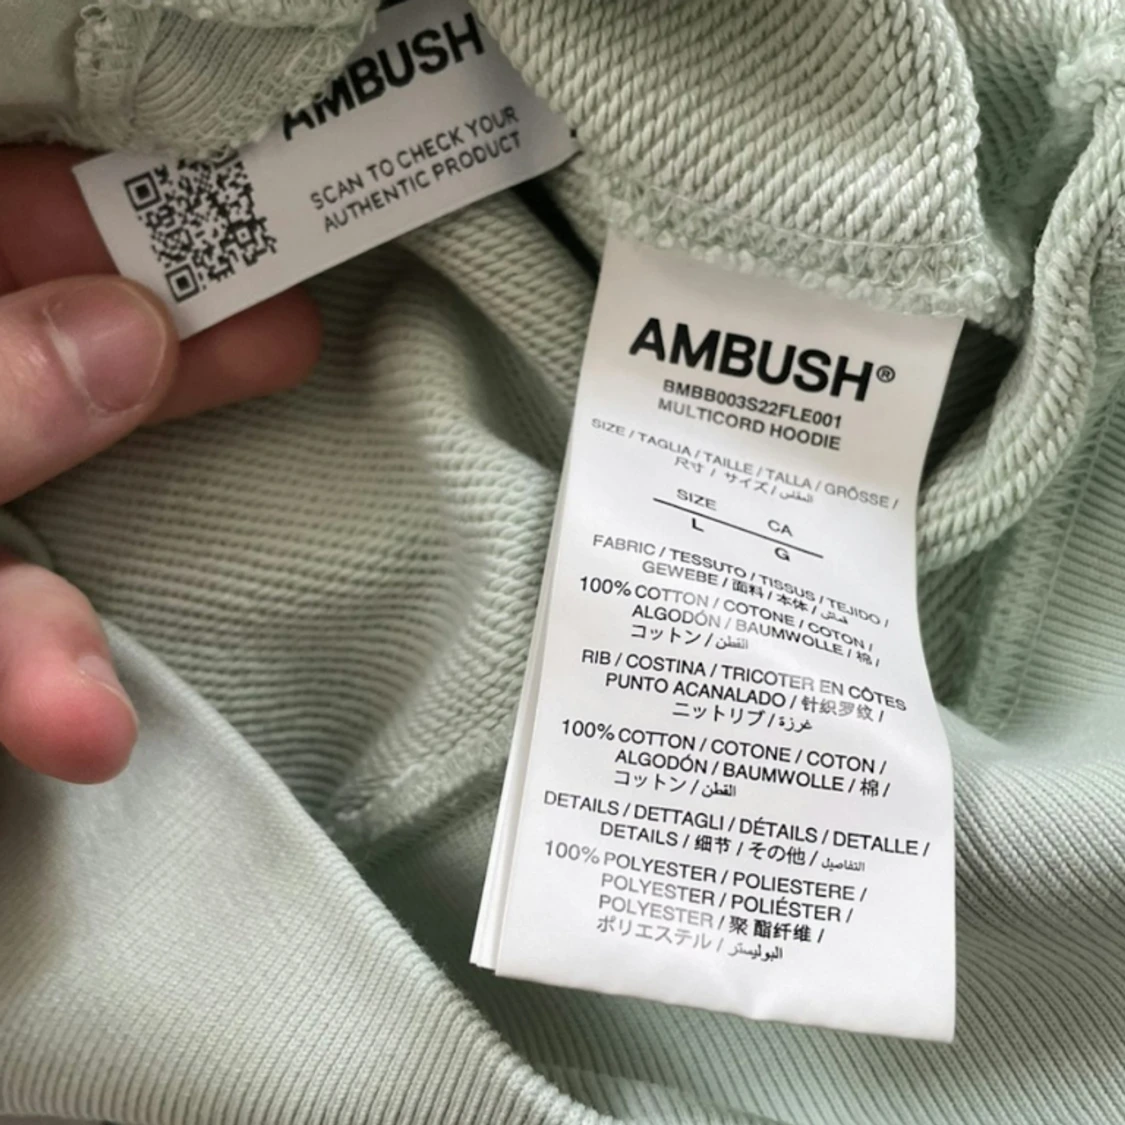 AMBUSH
SCAN TO CHECK YOUR
AUTHENTIC PRODUCT
AMBUSH®
BMBB003S22FLE001
MULTICORD HOODIE
SIZE / TAGLIA / TAILLE / TALLA / GRÖSSE /
尺寸 / サイズ / المقاس
SIZE CA
L G
FABRIC / TESSUTO / TISSUS / TEJIDO /
GEWEBE / 面料 / 本体 / قماش
100% COTTON / COTONE / COTON /
ALGODÓN / BAUMWOLLE / 棉 /
コットン / القطن
RIB / COSTINA / TRICOTER EN CÔTES
PUNTO ACANALADO / 针织罗纹 /
ニットリブ / غرزة
100% COTTON / COTONE / COTON /
ALGODÓN / BAUMWOLLE / 棉 /
コットン / القطن
DETAILS / DETTAGLI / DÉTAILS / DETALLE /
DETAILS / 细节 / その他 / التفاصيل
100% POLYESTER / POLIESTERE /
POLYESTER / POLIÉSTER /
POLYESTER / 聚酯纤维 /
ポリエステル / البوليستر